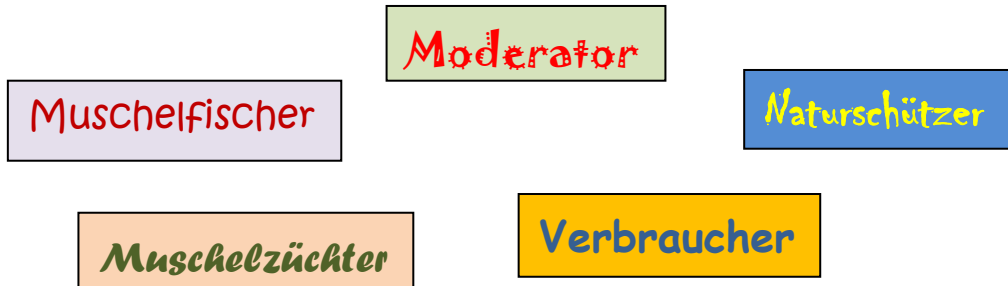 Moderator
Muschelfischer
Naturschützer
Muschelzüchter
Verbraucher